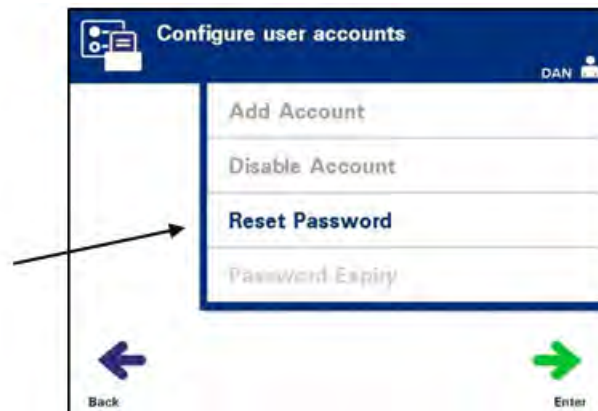 Configure user accounts
DAN
Add Account
Disable Account
Reset Password
Password Expiry
Back
Enter